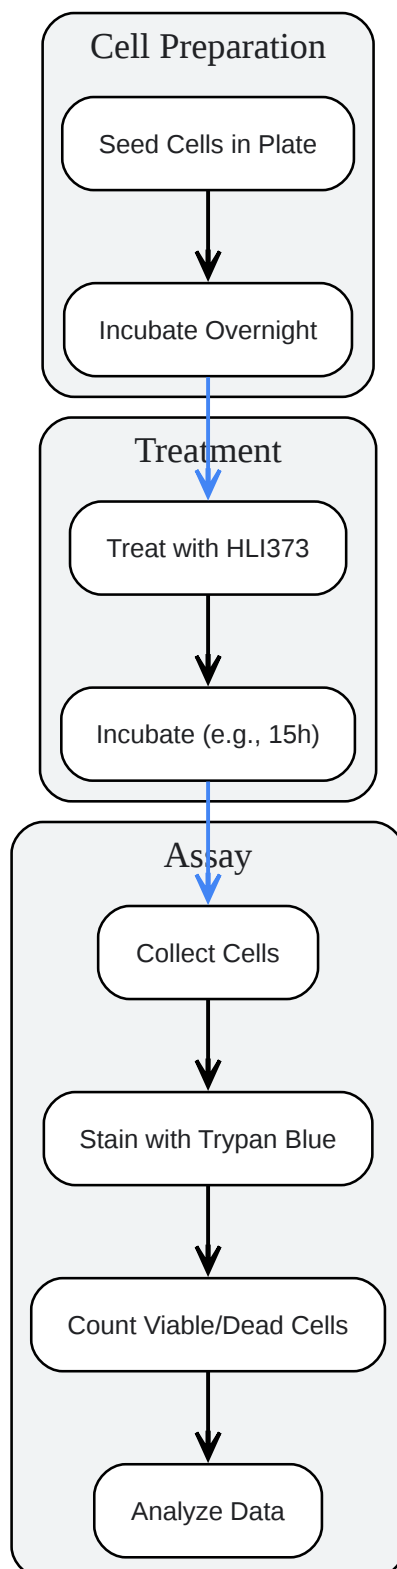 Cell Preparation
Seed Cells in Plate
Incubate Overnight
Treatment
Treat with HLI373
Incubate (e.g., 15h)
Assay
Collect Cells
Stain with Trypan Blue
Count Viable/Dead Cells
Analyze Data